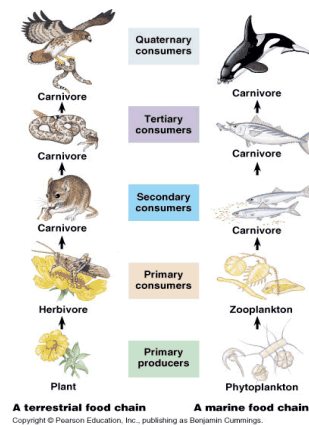 Quaternary
consumers
Carnivore
Carnivore
Tertiary
consumers
Carnivore
Carnivore
Secondary
consumers
Carnivore
Carnivore
Primary
consumers
Herbivore
Zooplankton
Primary
producers
Plant
Phytoplankton
A terrestrial food chain
A marine food chain
Copyright © Pearson Education, Inc., publishing as Benjamin Cummings.